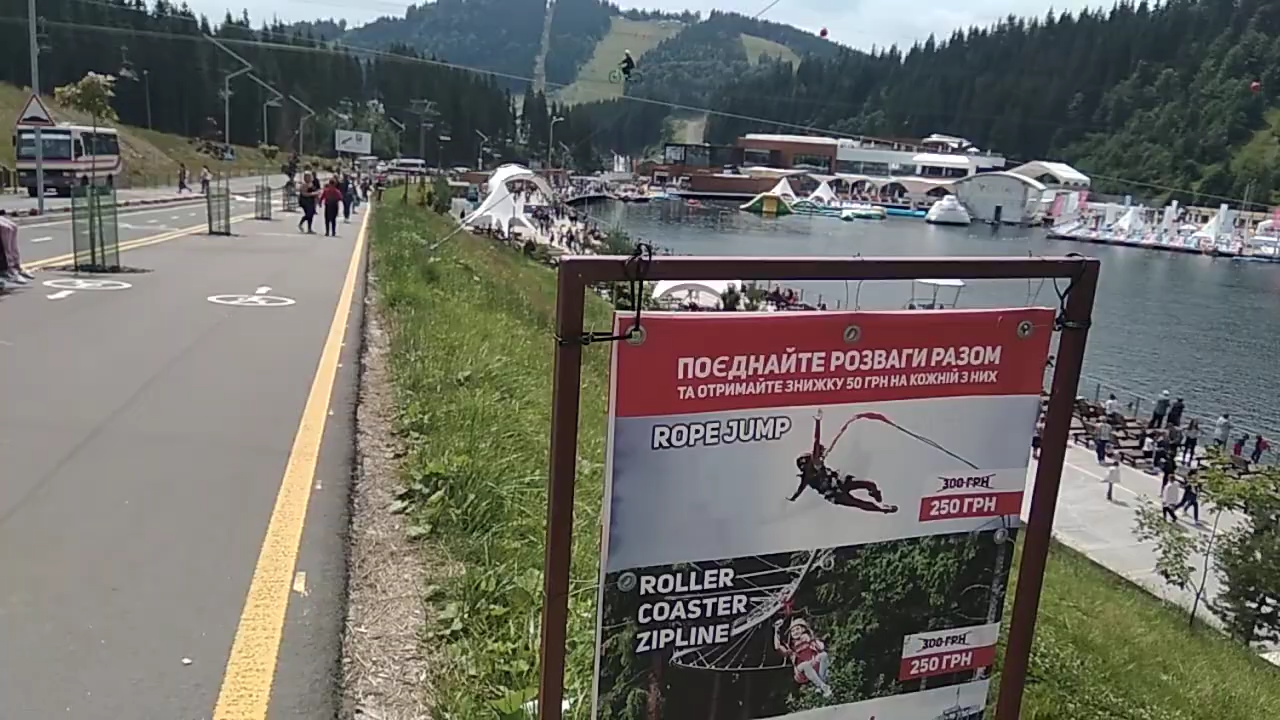 ПОЄДНАЙТЕ РОЗВАГИ РАЗОМ
ТА ОТРИМАЙТЕ ЗНИЖКУ 50 ГРН НА КОЖНІЙ З НИХ
ROPE JUMP
300 ГРН
250 ГРН
ROLLER
COASTER
ZIPLINE
300 ГРН
250 ГРН